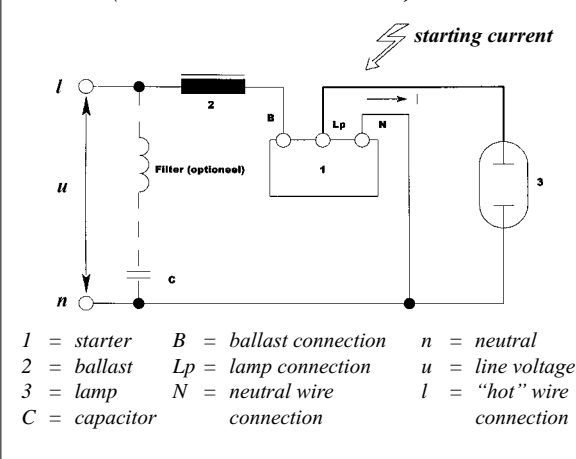 starting current
l
2
B
Lp
N
I
Filter (optioneel)
1
3
u
C
n
1 = starter B = ballast connection n = neutral
2 = ballast Lp = lamp connection u = line voltage
3 = lamp N = neutral wire l = “hot” wire
C = capacitor connection connection